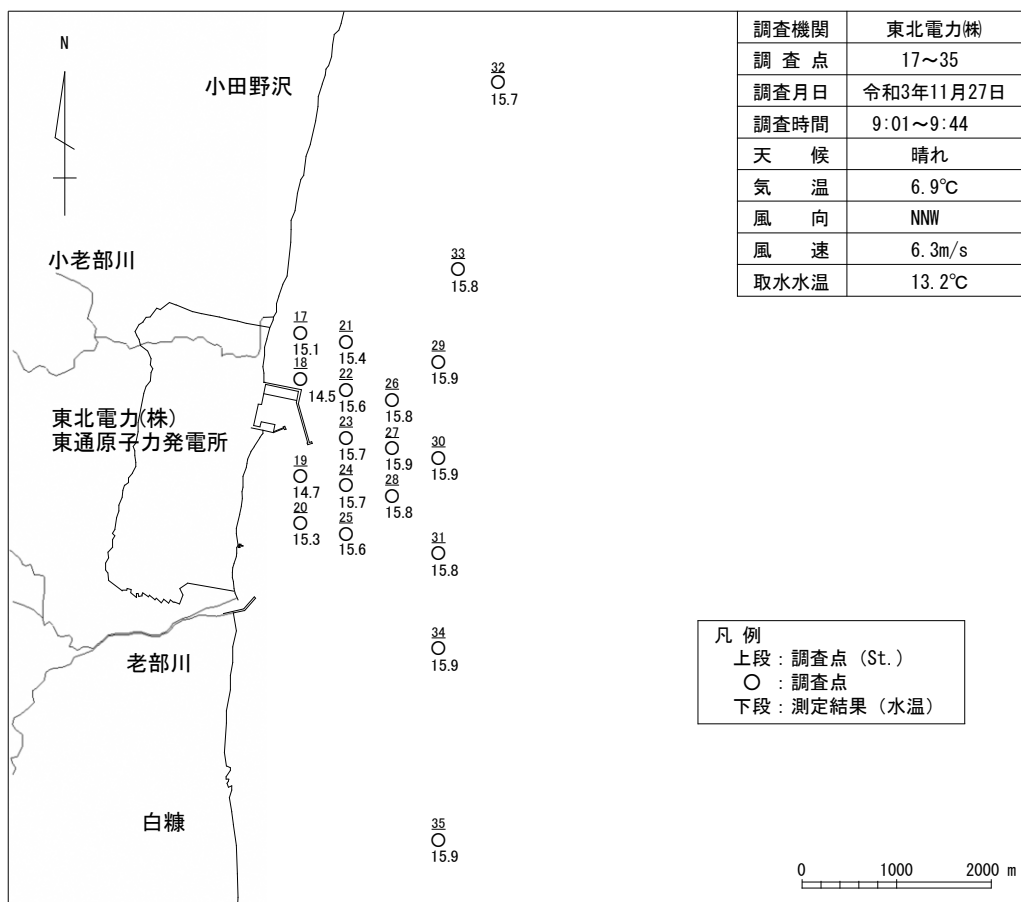 調査機関 東北電力㈱
調査点 17～35
調査月日 令和3年11月27日
調査時間 9:01～9:44
天候 晴れ
気温 6.9℃
風向 NNW
風速 6.3m/s
取水水温 13.2℃
N
小田野沢
32
15.7
小老部川
33
15.8
17
15.1
21
15.4
29
15.9
18
14.5
22
15.6
26
15.8
東北電力(株)
東通原子力発電所
23
15.7
27
15.9
30
15.9
19
14.7
24
15.7
28
15.8
20
15.3
25
15.6
31
15.8
老部川
34
15.9
凡 例
上段：調査点（St.）
○ ：調査点
下段：測定結果（水温）
白糠
35
15.9
0 1000 2000 m